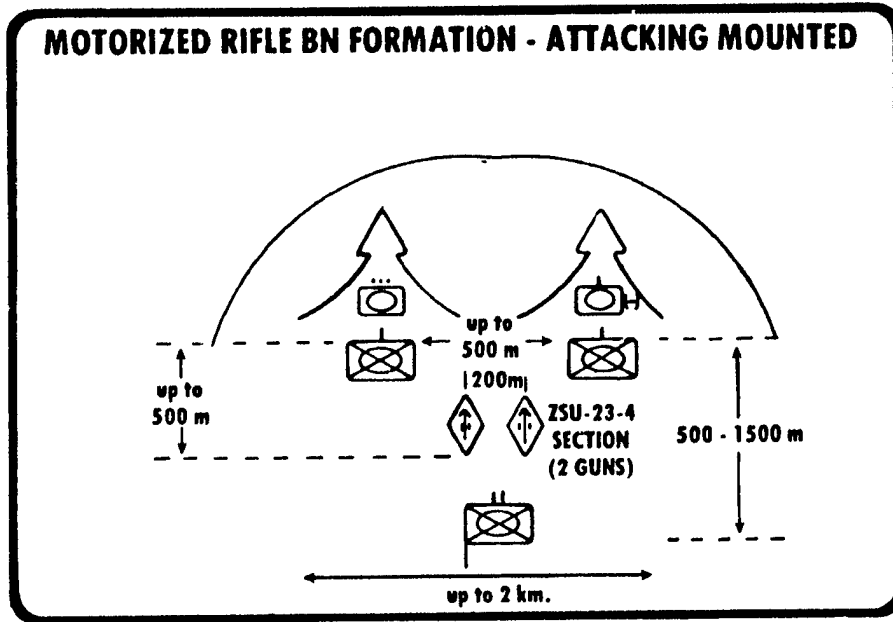 MOTORIZED RIFLE BN FORMATION - ATTACKING MOUNTED
up to
500 m
200m
up to
500 m
ZSU-23-4
SECTION
(2 GUNS)
500 - 1500 m
up to 2 km.